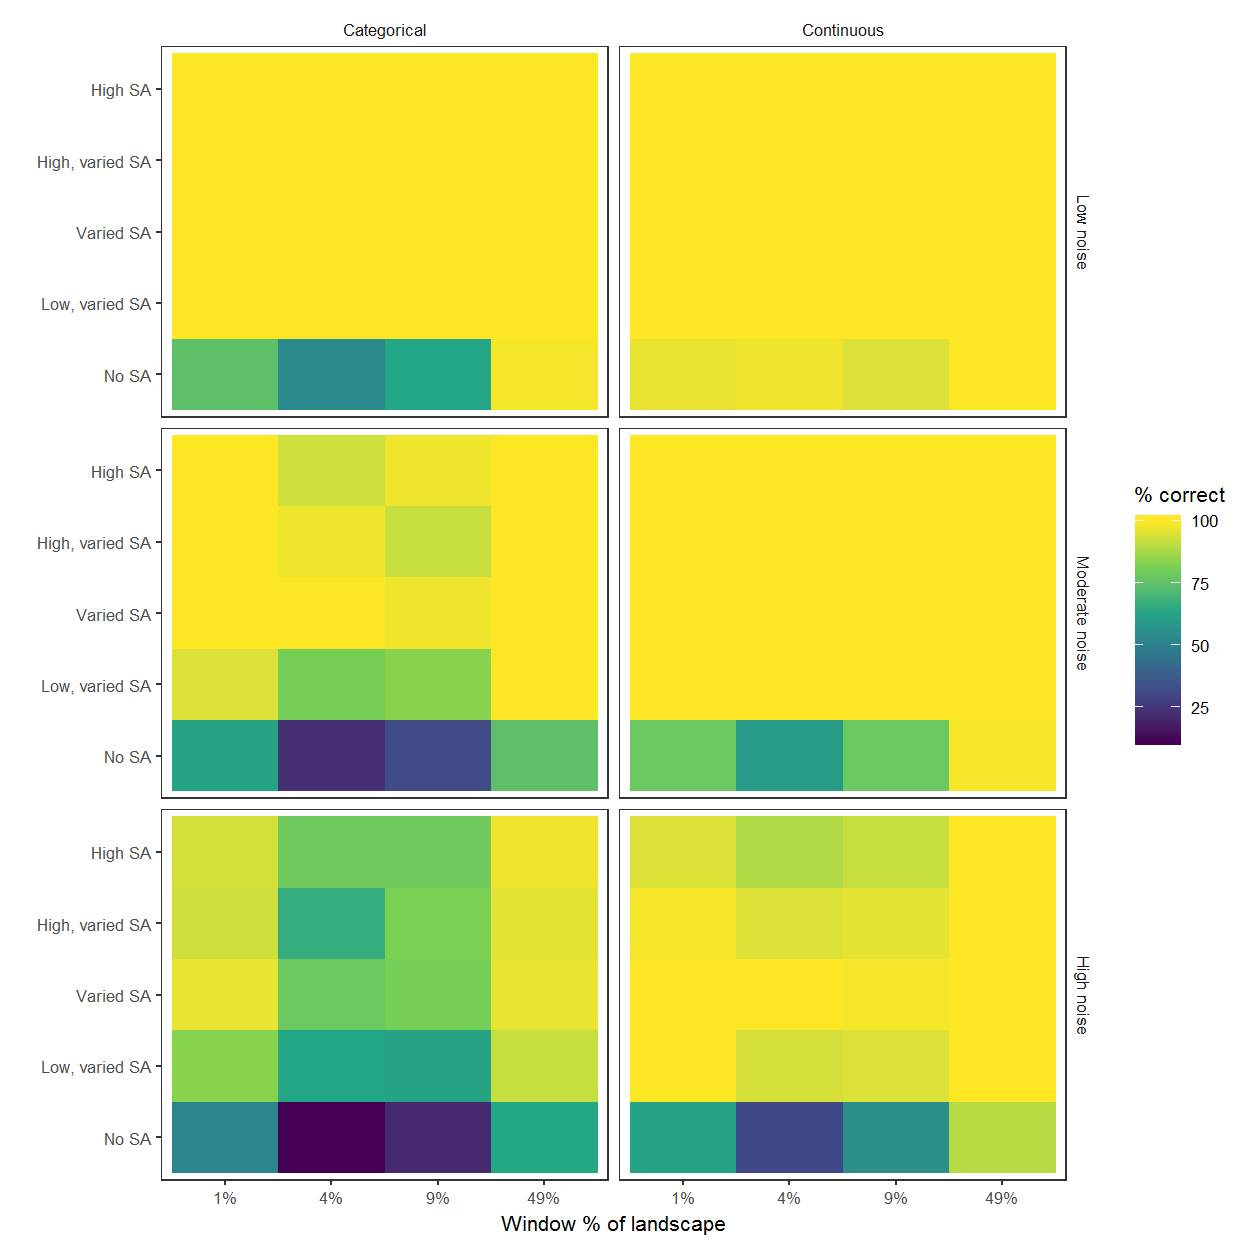 Categorical
Continuous
High SA
High, varied SA
Varied SA
Low, varied SA
No SA
Low noise
High SA
High, varied SA
Varied SA
Low, varied SA
No SA
Moderate noise
High SA
High, varied SA
Varied SA
Low, varied SA
No SA
High noise
1%
4%
9%
49%
1%
4%
9%
49%
Window % of landscape
% correct
100
75
50
25